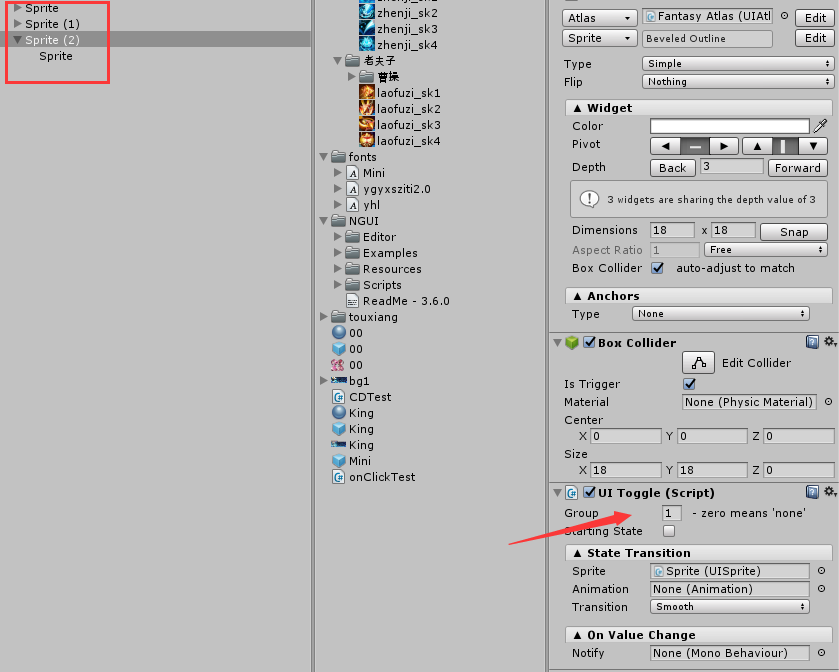 Sprite
Sprite (1)
Sprite (2)
Sprite
zhenji_sk2
zhenji_sk3
zhenji_sk4
老夫子
曹操
laofuzi_sk1
laofuzi_sk2
laofuzi_sk3
laofuzi_sk4
fonts
Mini
ygyxsziti2.0
yhl
NGUI
Editor
Examples
Resources
Scripts
ReadMe - 3.6.0
touxiang
00
00
00
bg1
CDTest
King
King
King
Mini
onClickTest
Atlas Fantasy Atlas (UIAtl Edit
Sprite Beveled Outline Edit
Type Simple
Flip Nothing
▲ Widget
Color
Pivot
Depth Back 3 Forward
3 widgets are sharing the depth value of 3
Dimensions 18 x 18 Snap
Aspect Ratio 1 Free
Box Collider auto-adjust to match
▲ Anchors
Type None
Box Collider
Edit Collider
Is Trigger
Material None (Physic Material)
Center
X 0 Y 0 Z 0
Size
X 18 Y 18 Z 0
UI Toggle (Script)
Group 1 - zero means 'none'
Starting State
▲ State Transition
Sprite Sprite (UISprite)
Animation None (Animation)
Transition Smooth
▲ On Value Change
Notify None (Mono Behaviour)